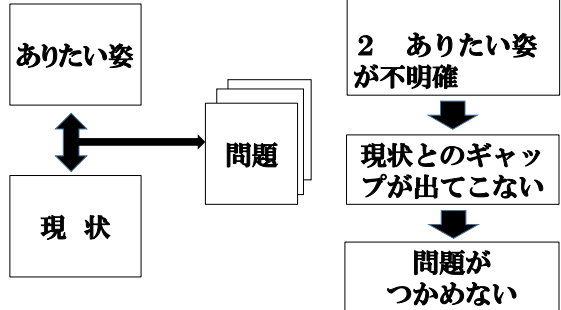 ありたい姿
現 状
問題
２　ありたい姿
が不明確
現状とのギャッ
プが出てこない
問題が
つかめない